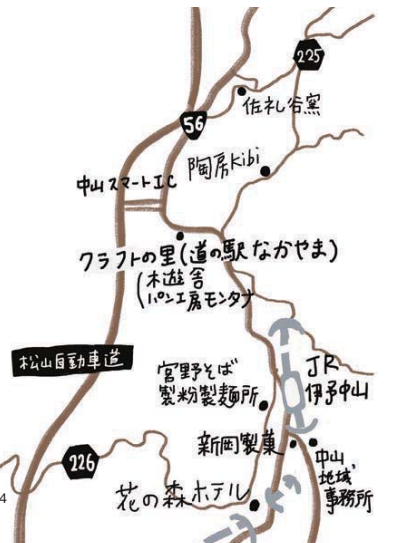 225
佐礼谷窯
56
陶房Kibi
中山スマートIC
クラフトの里(道の駅なかやま)
木遊舎
パン工房モンタナ
松山自動車道
宮野そば
製粉製麺所
JR
伊予中山
新岡製菓
226
中山
地域
事務所
花の森ホテル
4